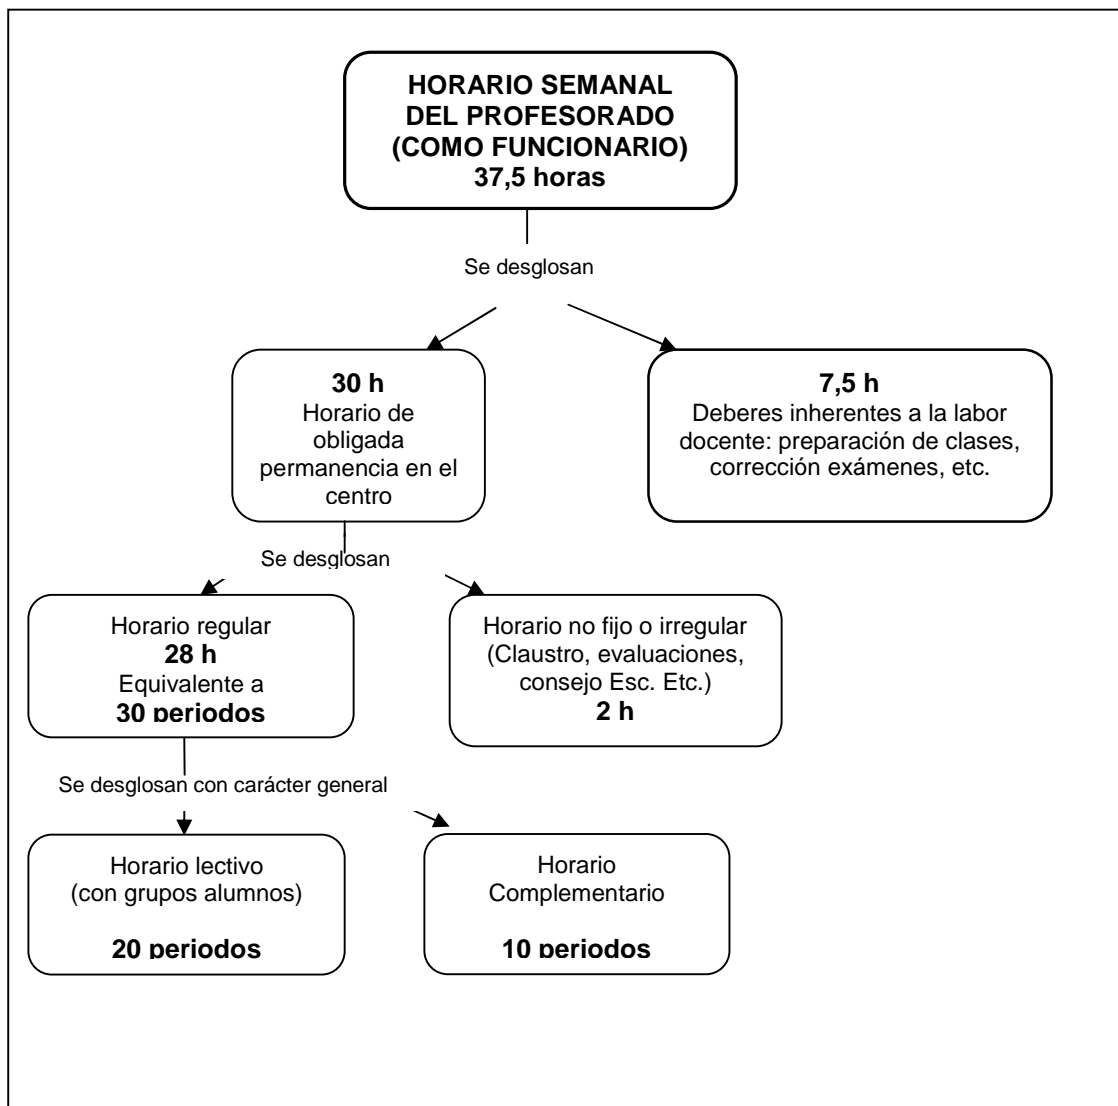 HORARIO SEMANAL
DEL PROFESORADO
(COMO FUNCIONARIO)
37,5 horas
Se desglosan
30 h
Horario de
obligada
permanencia en el
centro
7,5 h
Deberes inherentes a la labor
docente: preparación de clases,
corrección exámenes, etc.
Se desglosan
Horario regular
28 h
Equivalente a
30 periodos
Horario no fijo o irregular
(Claustro, evaluaciones,
consejo Esc. Etc.)
2 h
Se desglosan con carácter general
Horario lectivo
(con grupos alumnos)
20 periodos
Horario
Complementario
10 periodos